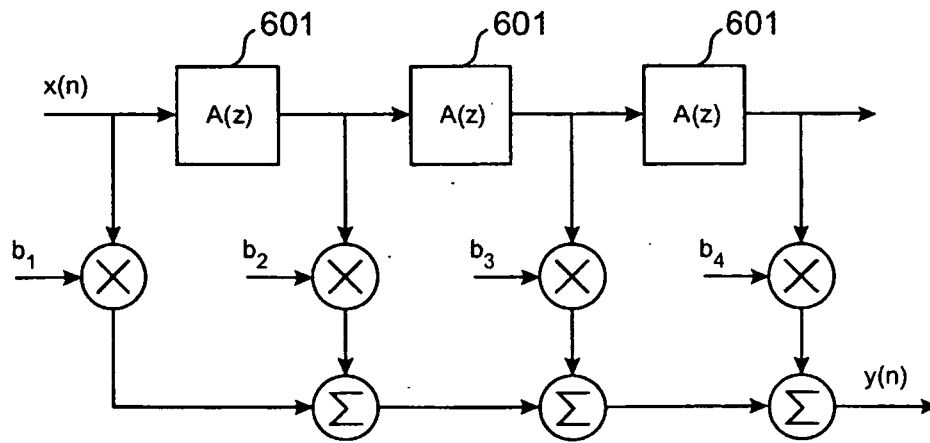 601 601 601
x(n) A(z) A(z) A(z)
b1 b2 b3 b4
Σ Σ Σ y(n)